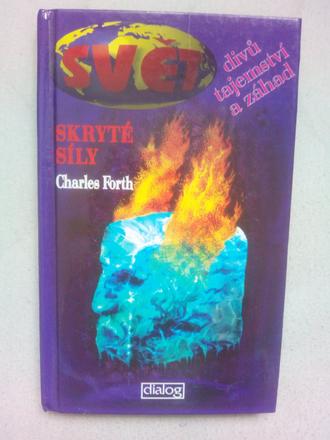 SVĚT
divů
tajemství
a záhad
SKRYTÉ
SÍLY
Charles Forth
dialog